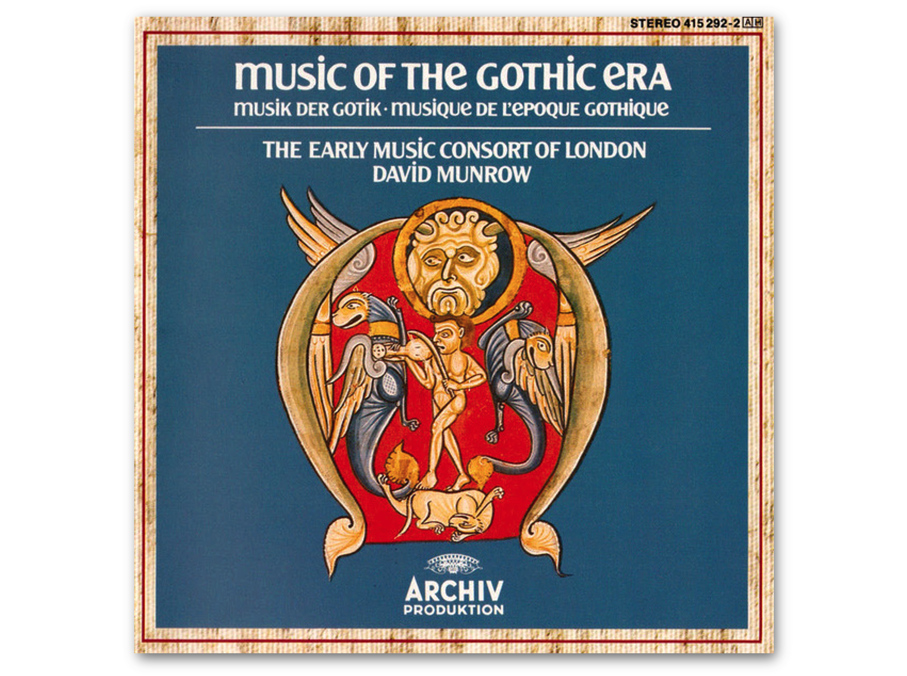 STEREO 415 292-2 AH
MUSIC OF THE GOTHIC ERA
MUSIK DER GOTIK · MUSIQUE DE L'EPOQUE GOTHIQUE
THE EARLY MUSIC CONSORT OF LONDON
DAVID MUNROW
ARCHIV
PRODUKTION